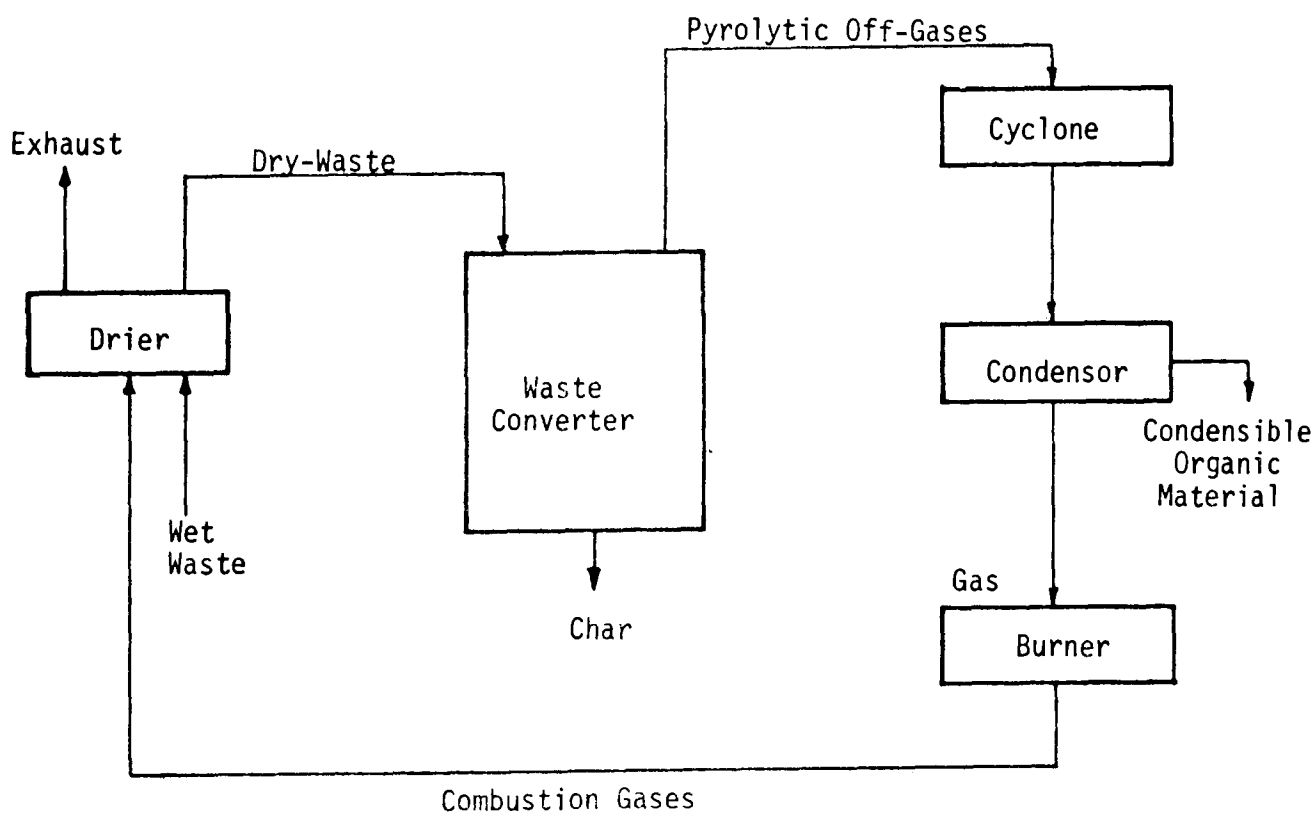 Pyrolytic Off-Gases
Cyclone
Exhaust
Dry-Waste
Drier
Waste
Converter
Condensor
Condensible
Organic
Material
Wet
Waste
Gas
Char
Burner
Combustion Gases